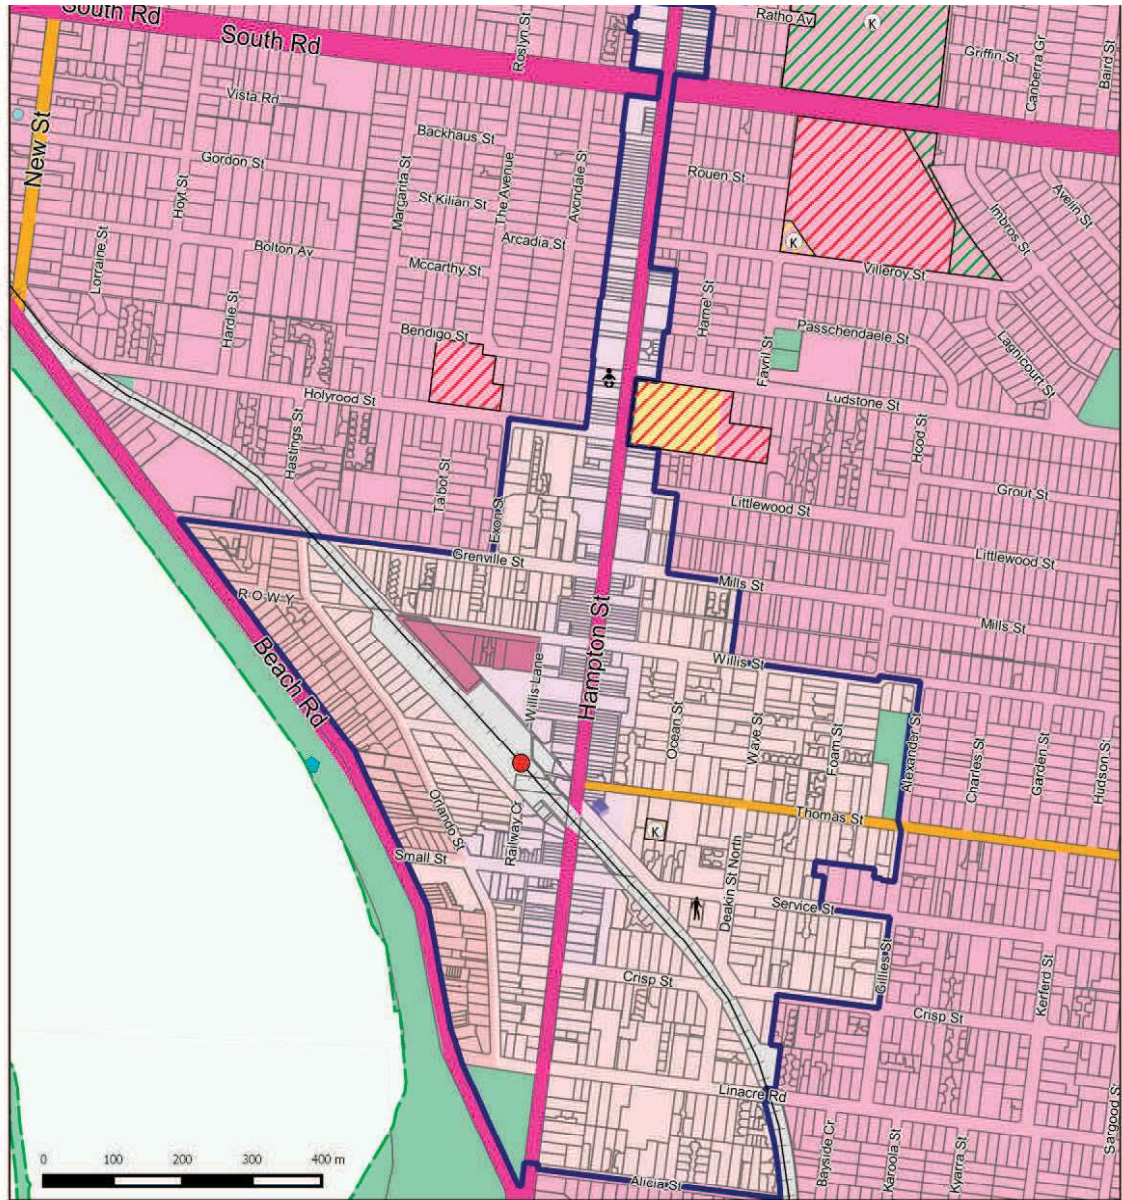 South Rd
South Rd
Roslyn St
Ratho Av
K
Griffin St
Canberra Gr
Baird St
New St
Vista Rd
Gordon St
Hoyt St
Margarita St
Backhaus St
St Kilian St
The Avenue
Avondale St
Arcadia St
Rouen St
Avelin St
Imbros St
Lorraine St
Bolton Av
Mccarthy St
K
Villeroy St
Hardie St
Bendigo St
Passchendaele St
Favril St
Lagnicourt St
Holyrood St
Ludstone St
Hood St
Hastings St
Talbot St
Exon St
Littlewood St
Grout St
Grenville St
Littlewood St
Mills St
Mills St
R O W Y
Hampton St
Willis St
Willis Lane
Beach Rd
Ocean St
Wave St
Foam St
Alexander St
Charles St
Garden St
Hudson St
Orlando St
Railway Cr
Thomas St
K
Small St
Deakin St North
Service St
Gillies St
Kerferd St
Crisp St
Crisp St
Linacre Rd
Bayside Cr
Karoola St
Kyarra St
Sargood St
Alicia St
0 100 200 300 400 m